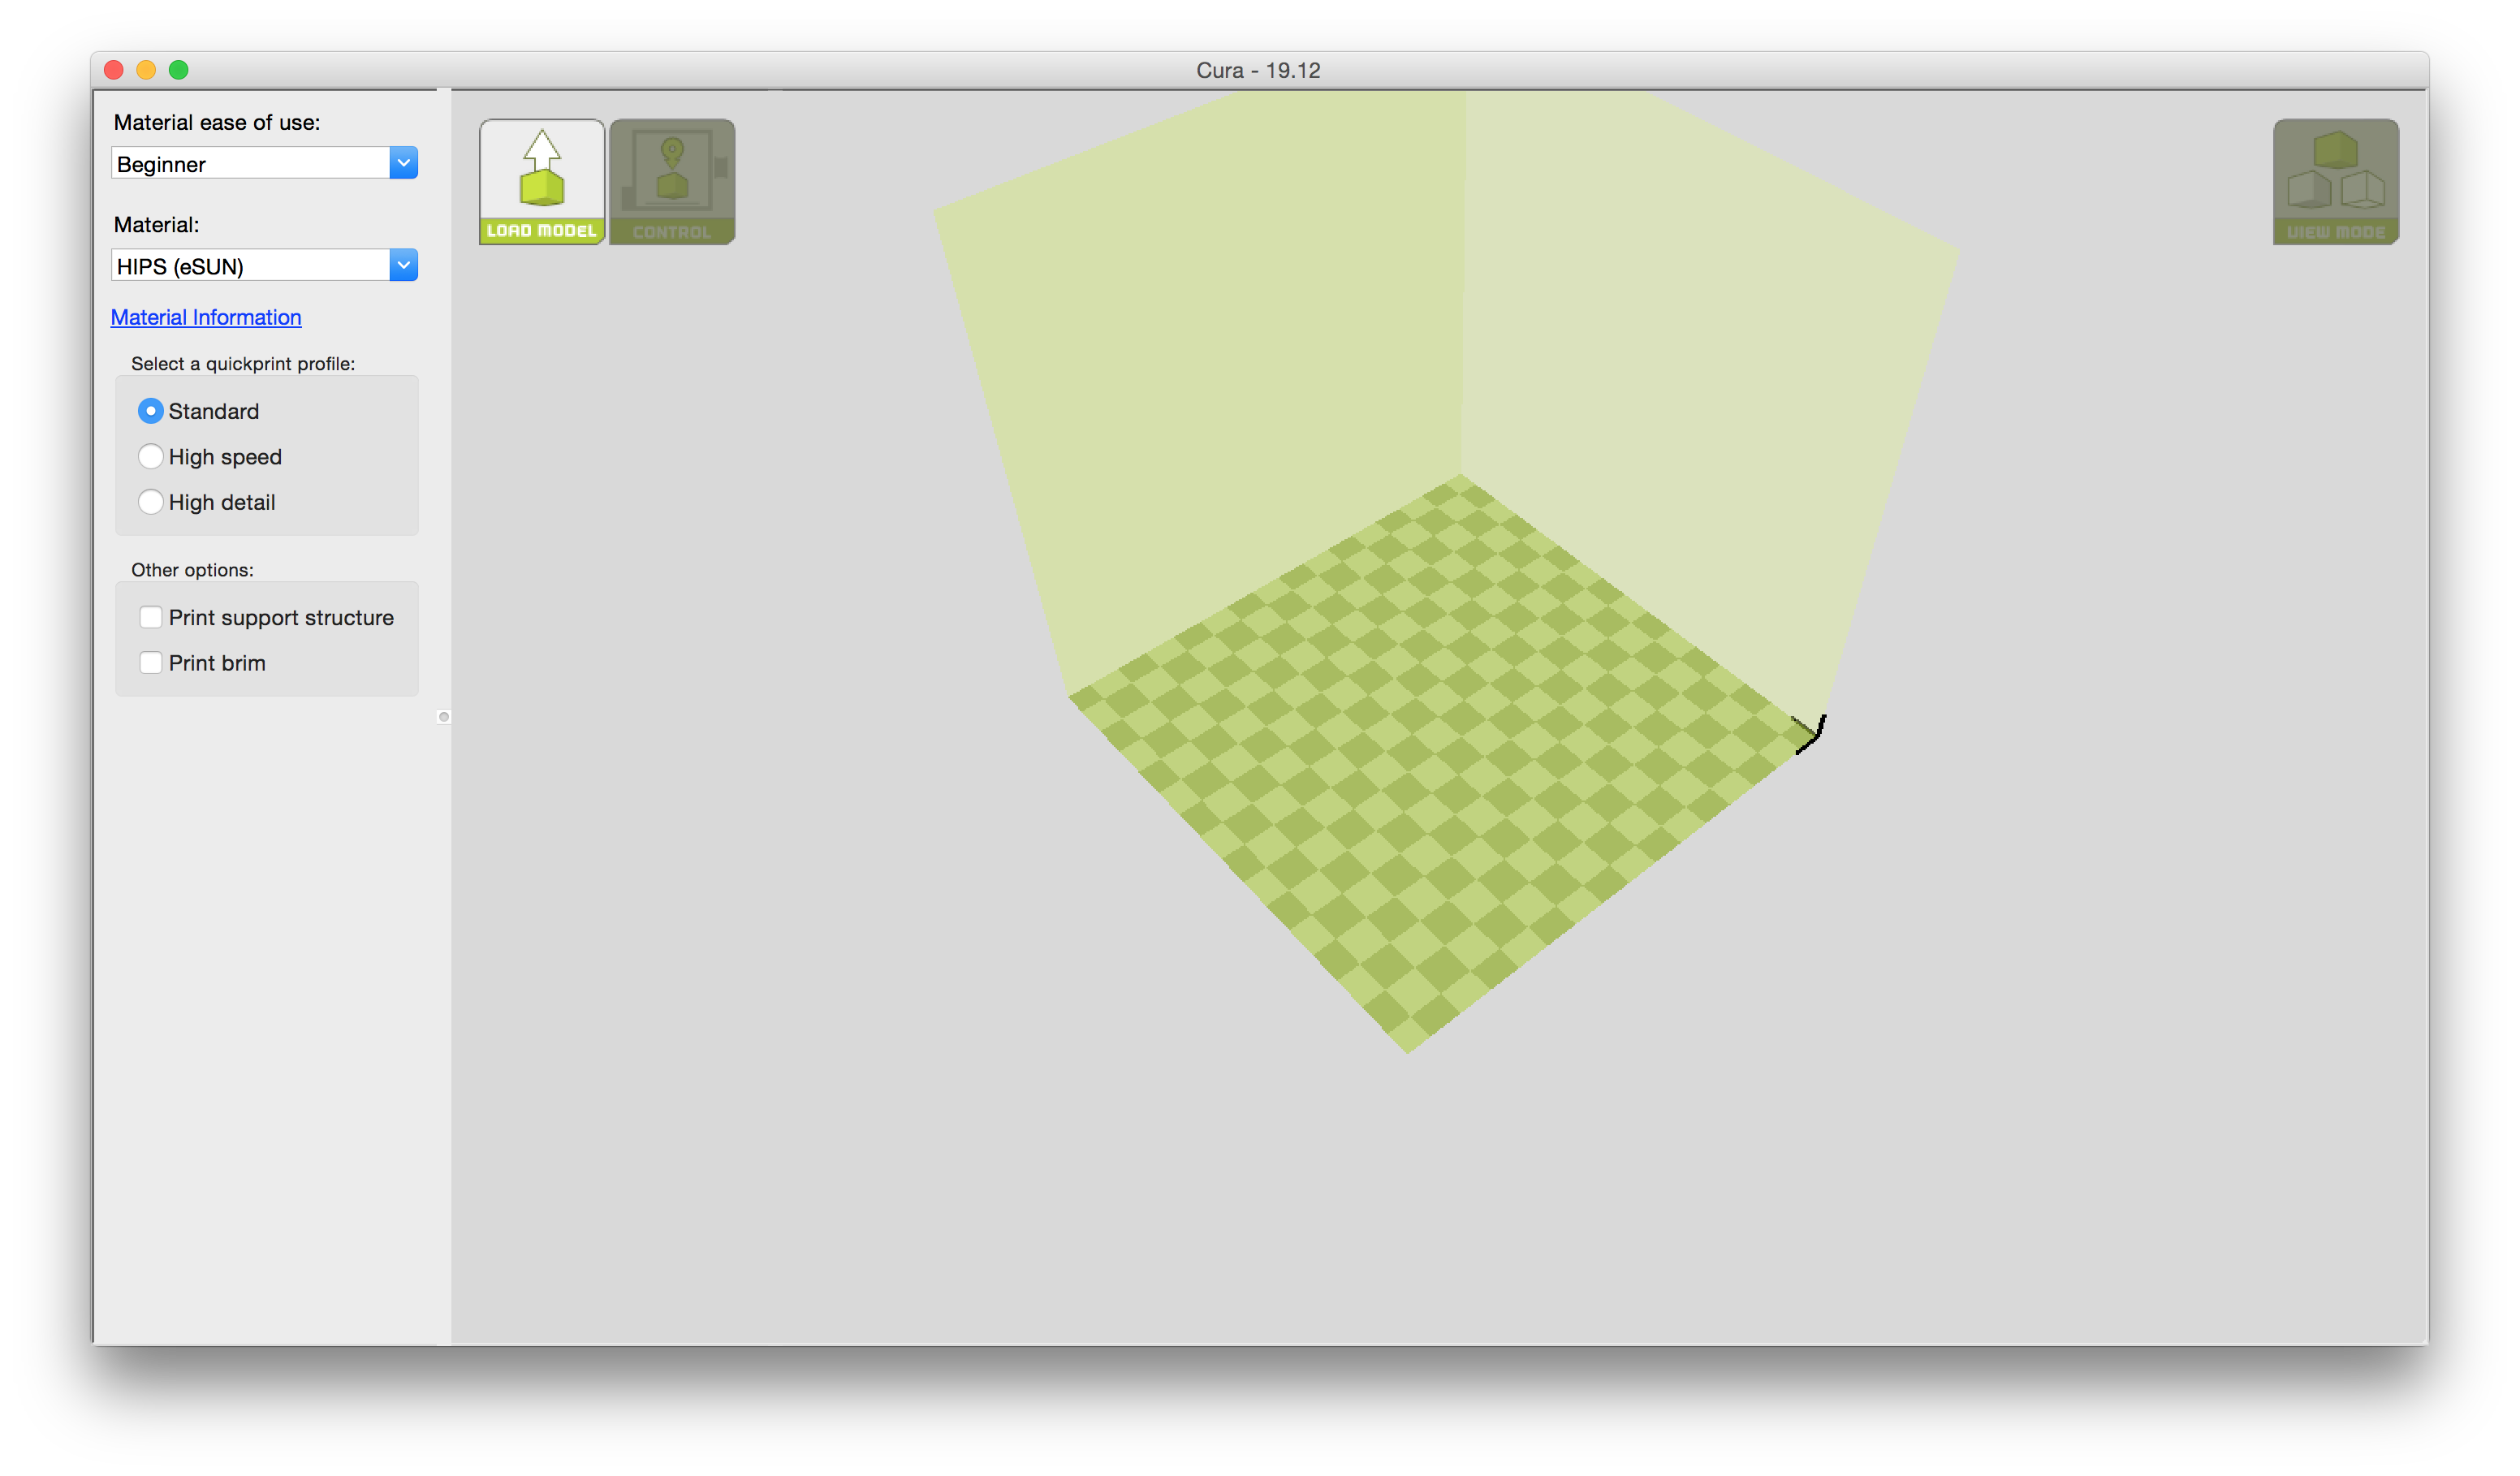 Cura - 19.12
Material ease of use:
Beginner
Material:
HIPS (eSUN)
Material Information
Select a quickprint profile:
Standard
High speed
High detail
Other options:
Print support structure
Print brim
LOAD MODEL
CONTROL
VIEW MODE